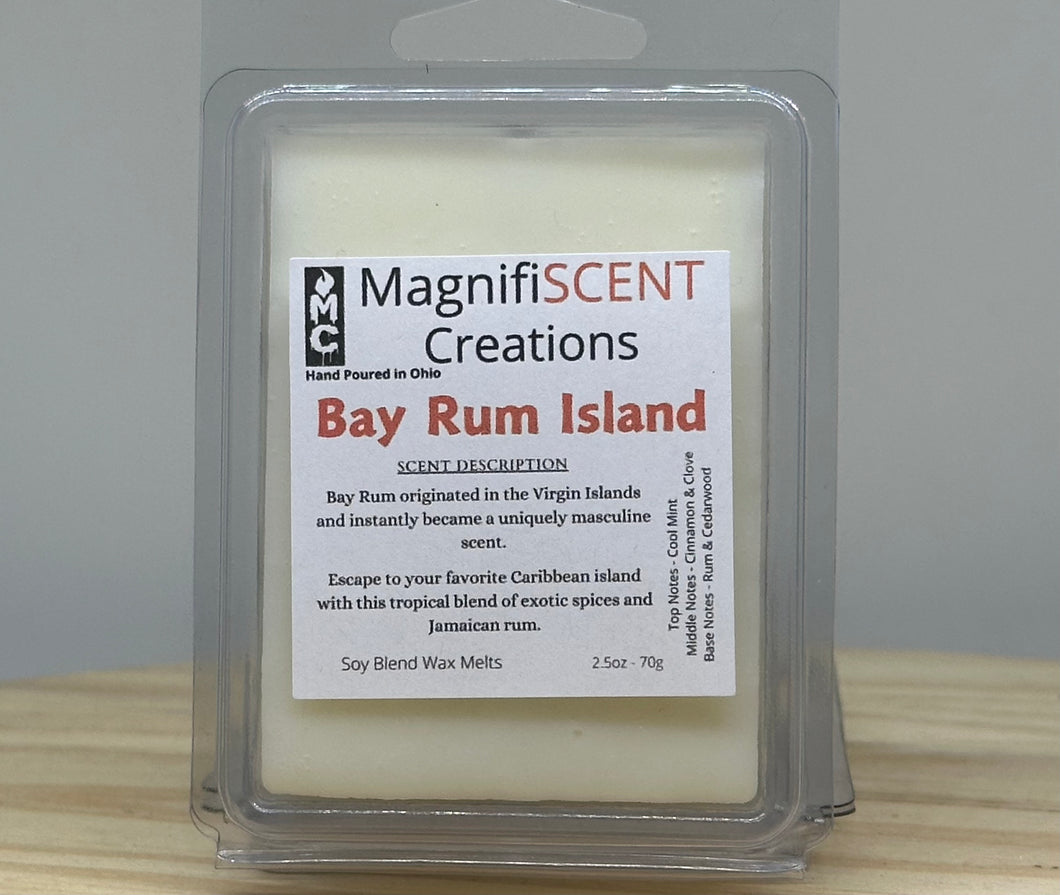 MC
MagnifiSCENT
Creations
Hand Poured in Ohio
Bay Rum Island
SCENT DESCRIPTION
Bay Rum originated in the Virgin Islands
and instantly became a uniquely masculine
scent.
Escape to your favorite Caribbean island
with this tropical blend of exotic spices and
Jamaican rum.
Soy Blend Wax Melts
2.5oz - 70g
Top Notes - Cool Mint
Middle Notes - Cinnamon & Clove
Base Notes - Rum & Cedarwood